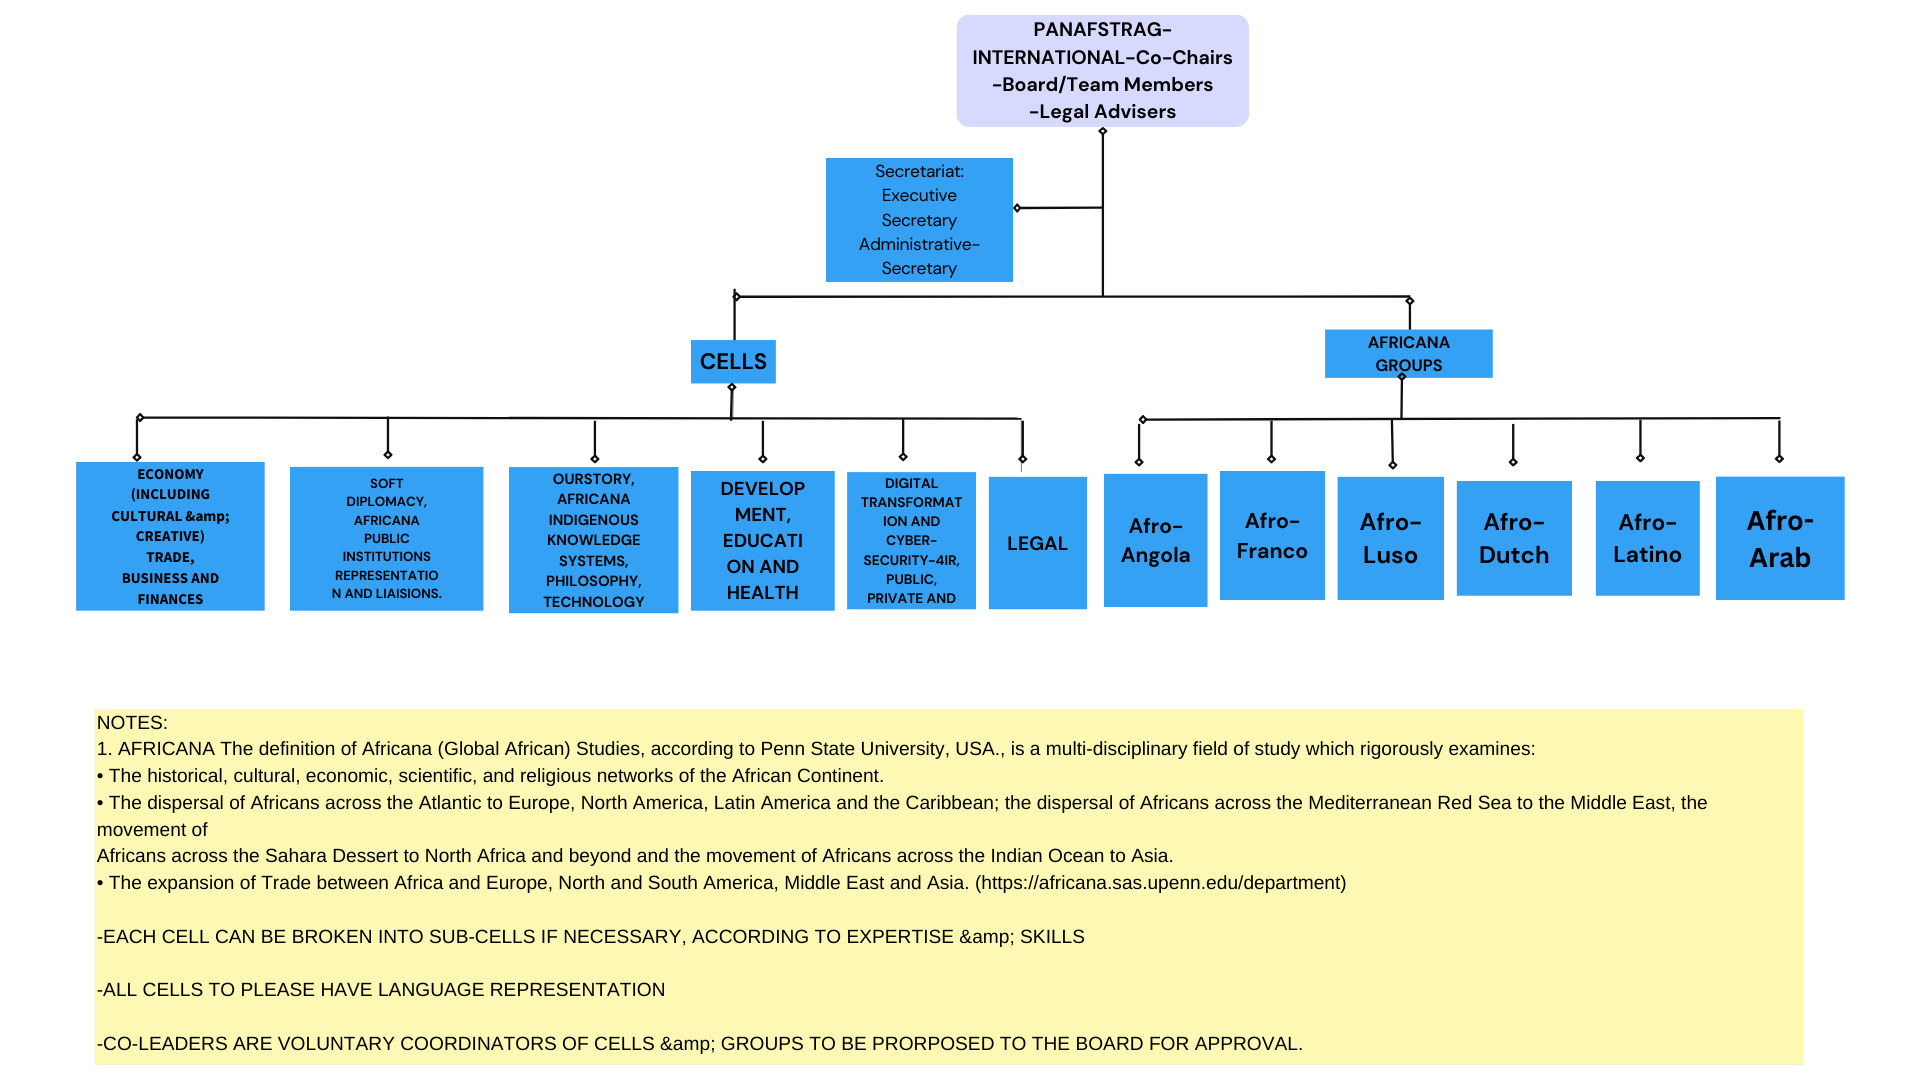 PANAFSTRAG-
INTERNATIONAL-Co-Chairs
-Board/Team Members
-Legal Advisers
Secretariat:
Executive
Secretary
Administrative-
Secretary
CELLS
AFRICANA
GROUPS
ECONOMY
(INCLUDING
CULTURAL &amp;
CREATIVE)
TRADE,
BUSINESS AND
FINANCES
SOFT
DIPLOMACY,
AFRICANA
PUBLIC
INSTITUTIONS
REPRESENTATIO
N AND LIAISIONS.
OURSTORY,
AFRICANA
INDIGENOUS
KNOWLEDGE
SYSTEMS,
PHILOSOPHY,
TECHNOLOGY
DEVELOP
MENT,
EDUCATI
ON AND
HEALTH
DIGITAL
TRANSFORMAT
ION AND
CYBER-
SECURITY-4IR,
PUBLIC,
PRIVATE AND
LEGAL
Afro-
Angola
Afro-
Franco
Afro-
Luso
Afro-
Dutch
Afro-
Latino
Afro-
Arab
NOTES:
1. AFRICANA The definition of Africana (Global African) Studies, according to Penn State University, USA., is a multi-disciplinary field of study which rigorously examines:
• The historical, cultural, economic, scientific, and religious networks of the African Continent.
• The dispersal of Africans across the Atlantic to Europe, North America, Latin America and the Caribbean; the dispersal of Africans across the Mediterranean Red Sea to the Middle East, the
movement of
Africans across the Sahara Dessert to North Africa and beyond and the movement of Africans across the Indian Ocean to Asia.
• The expansion of Trade between Africa and Europe, North and South America, Middle East and Asia. (https://africana.sas.upenn.edu/department)
-EACH CELL CAN BE BROKEN INTO SUB-CELLS IF NECESSARY, ACCORDING TO EXPERTISE &amp; SKILLS
-ALL CELLS TO PLEASE HAVE LANGUAGE REPRESENTATION
-CO-LEADERS ARE VOLUNTARY COORDINATORS OF CELLS &amp; GROUPS TO BE PRORPOSED TO THE BOARD FOR APPROVAL.